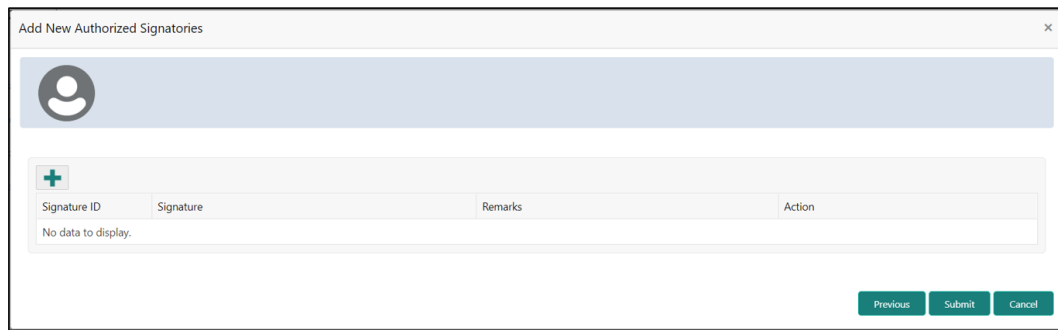 Add New Authorized Signatories
Signature ID Signature Remarks Action
No data to display.
Previous Submit Cancel